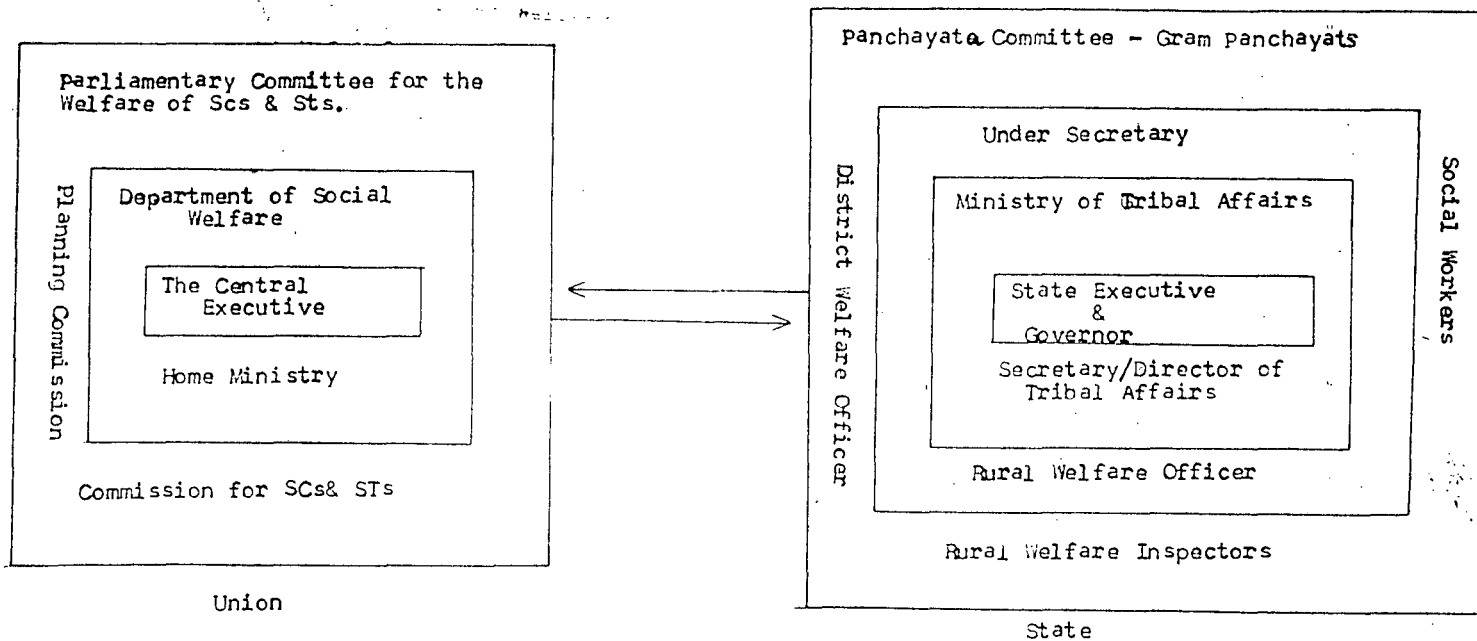 Parliamentary Committee for the
Welfare of Scs & Sts.
Planning Commission
Department of Social
Welfare
The Central
Executive
Home Ministry
Commission for SCs& STs
Union
Panchayata Committee - Gram Panchayats
District Welfare Officer
Under Secretary
Ministry of Tribal Affairs
State Executive
&
Governor
Secretary/Director of
Tribal Affairs
Rural Welfare Officer
Rural Welfare Inspectors
Social Workers
State